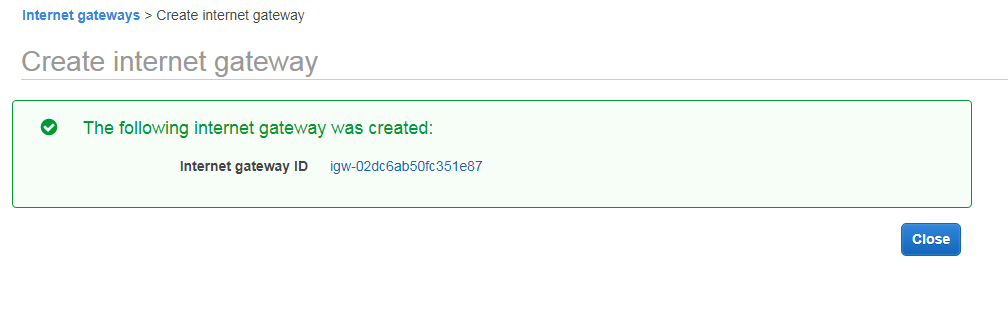 Internet gateways > Create internet gateway
Create internet gateway
The following internet gateway was created:
Internet gateway ID igw-02dc6ab50fc351e87
Close